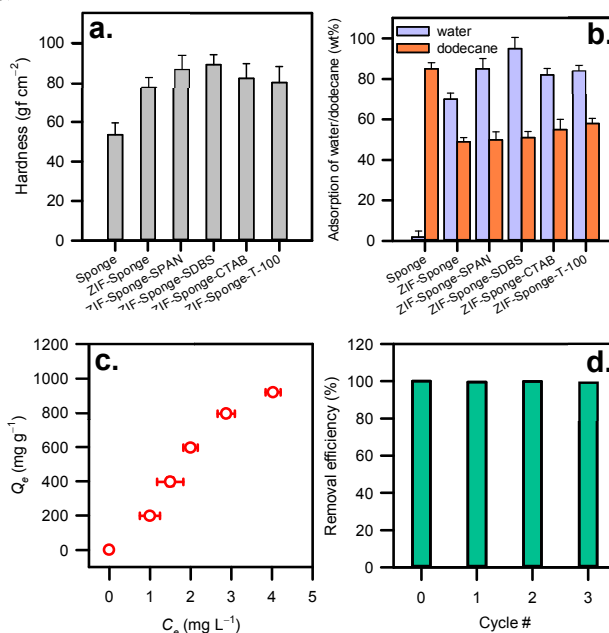 a.
Hardness (gf cm⁻²)
100
80
60
40
20
0
Sponge
ZIF-Sponge
ZIF-Sponge-SPAN
ZIF-Sponge-SDBS
ZIF-Sponge-CTAB
ZIF-Sponge-T-100
b.
water
dodecane
Adsorption of water/dodecane (wt%)
100
80
60
40
20
0
Sponge
ZIF-Sponge
ZIF-Sponge-SPAN
ZIF-Sponge-SDBS
ZIF-Sponge-CTAB
ZIF-Sponge-T-100
c.
Qe (mg g⁻¹)
1200
1000
800
600
400
200
0
0 1 2 3 4 5
Ce (mg L⁻¹)
d.
Removal efficiency (%)
120
100
80
60
40
20
0
0 1 2 3
Cycle #